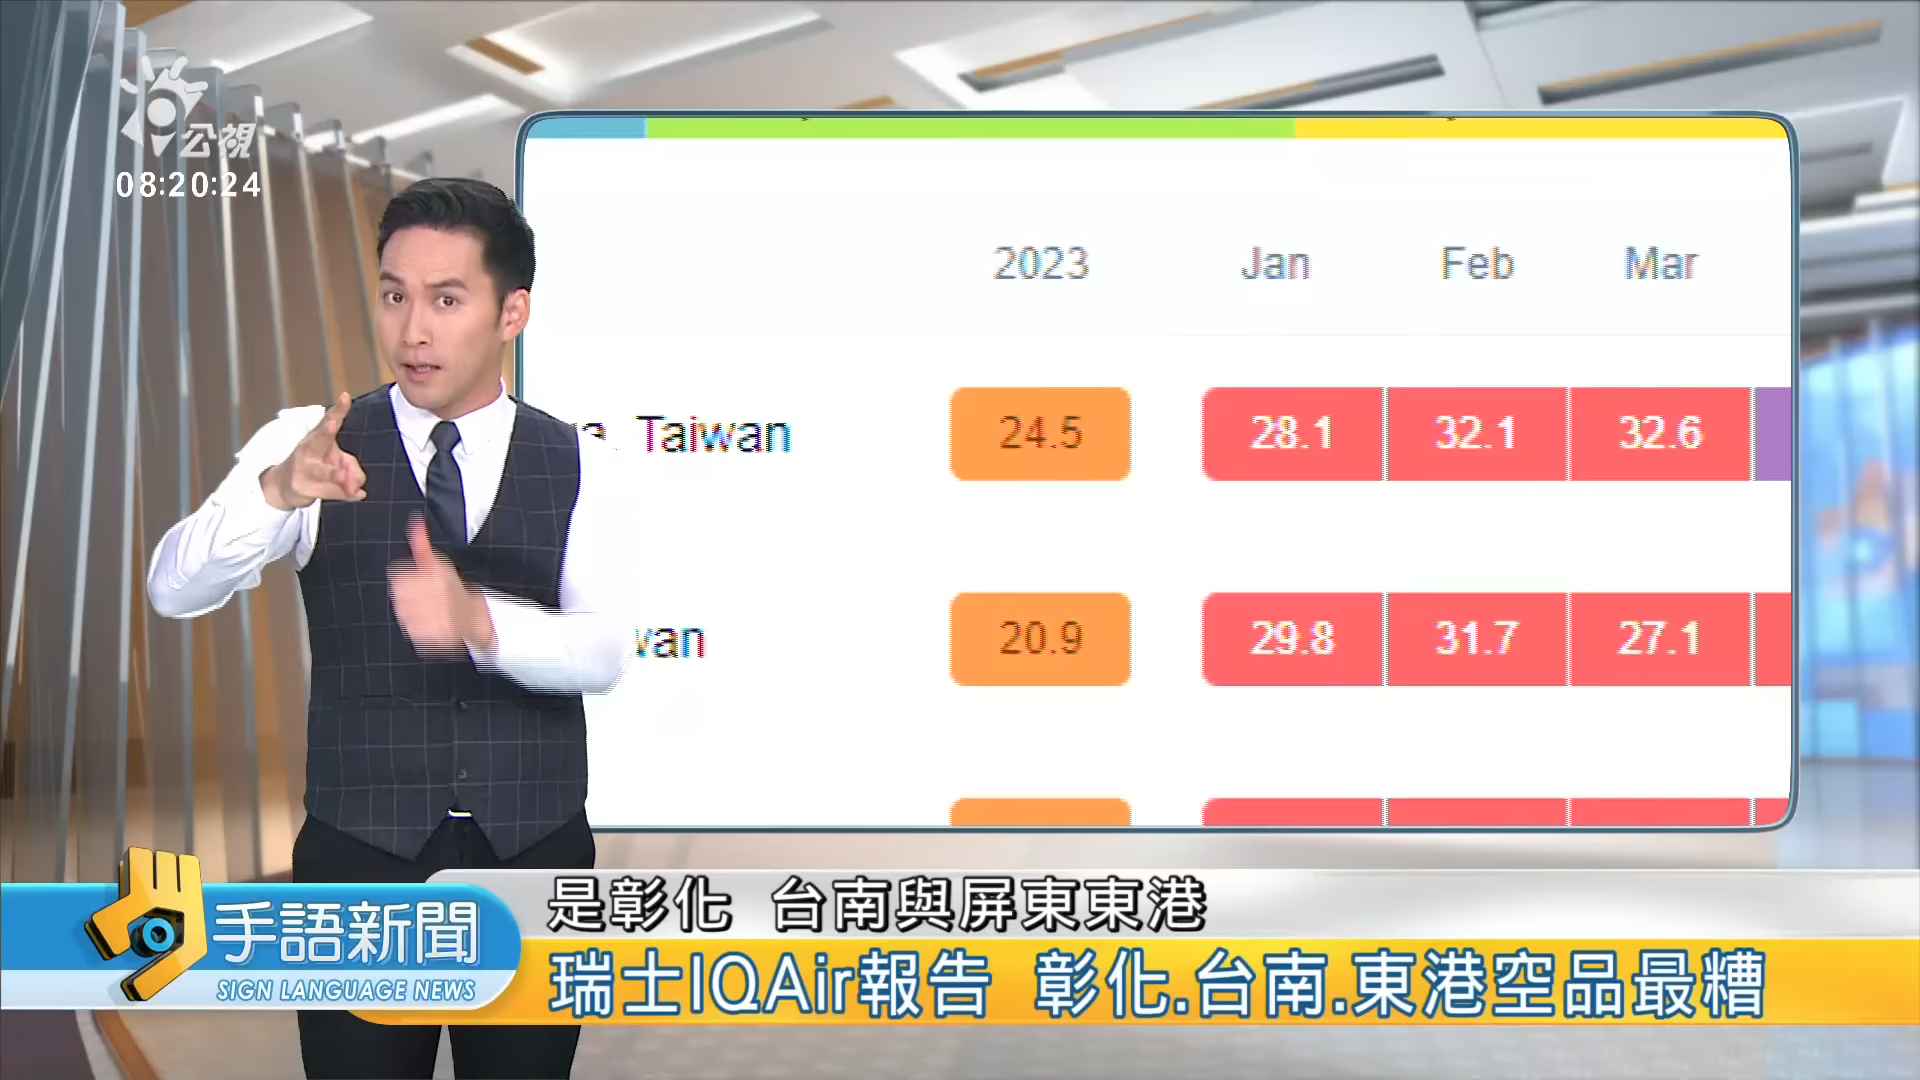 公視
08:20:24
2023 Jan Feb Mar
Taiwan 24.5 28.1 32.1 32.6
20.9 29.8 31.7 27.1
是彰化 台南與屏東東港
手語新聞
SIGN LANGUAGE NEWS
瑞士IQAir報告 彰化.台南.東港空品最糟